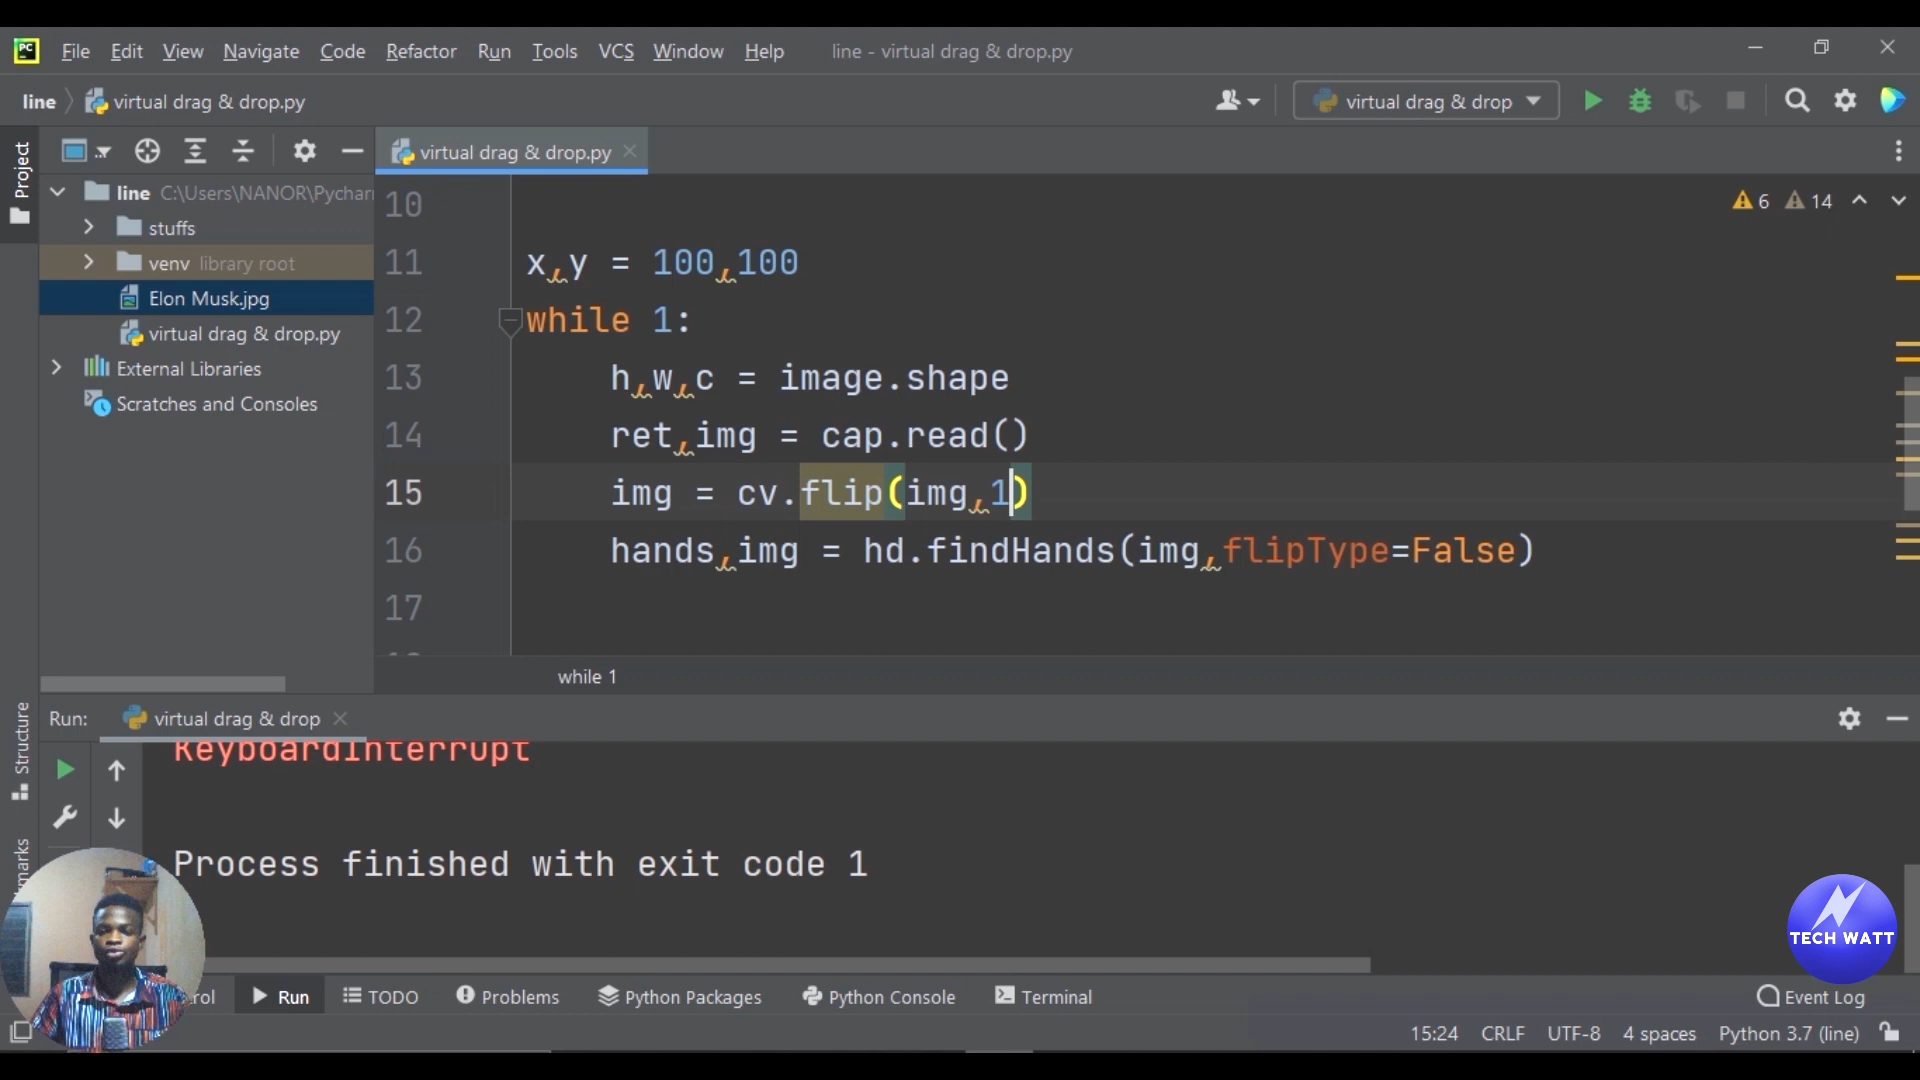 PC File Edit View Navigate Code Refactor Run Tools VCS Window Help line - virtual drag & drop.py
line virtual drag & drop.py virtual drag & drop
Project
virtual drag & drop.py
line C:\Users\NANOR\Pychar
stuffs
venv library root
Elon Musk.jpg
virtual drag & drop.py
External Libraries
Scratches and Consoles
6 14
10
11 x,y = 100,100
12 while 1:
13 h,w,c = image.shape
14 ret,img = cap.read()
15 img = cv.flip(img,1)
16 hands,img = hd.findHands(img,flipType=False)
17
while 1
Structure
Run: virtual drag & drop
KeyboardInterrupt
Process finished with exit code 1
marks
TECH WATT
rol Run TODO Problems Python Packages Python Console Terminal Event Log
15:24 CRLF UTF-8 4 spaces Python 3.7 (line)